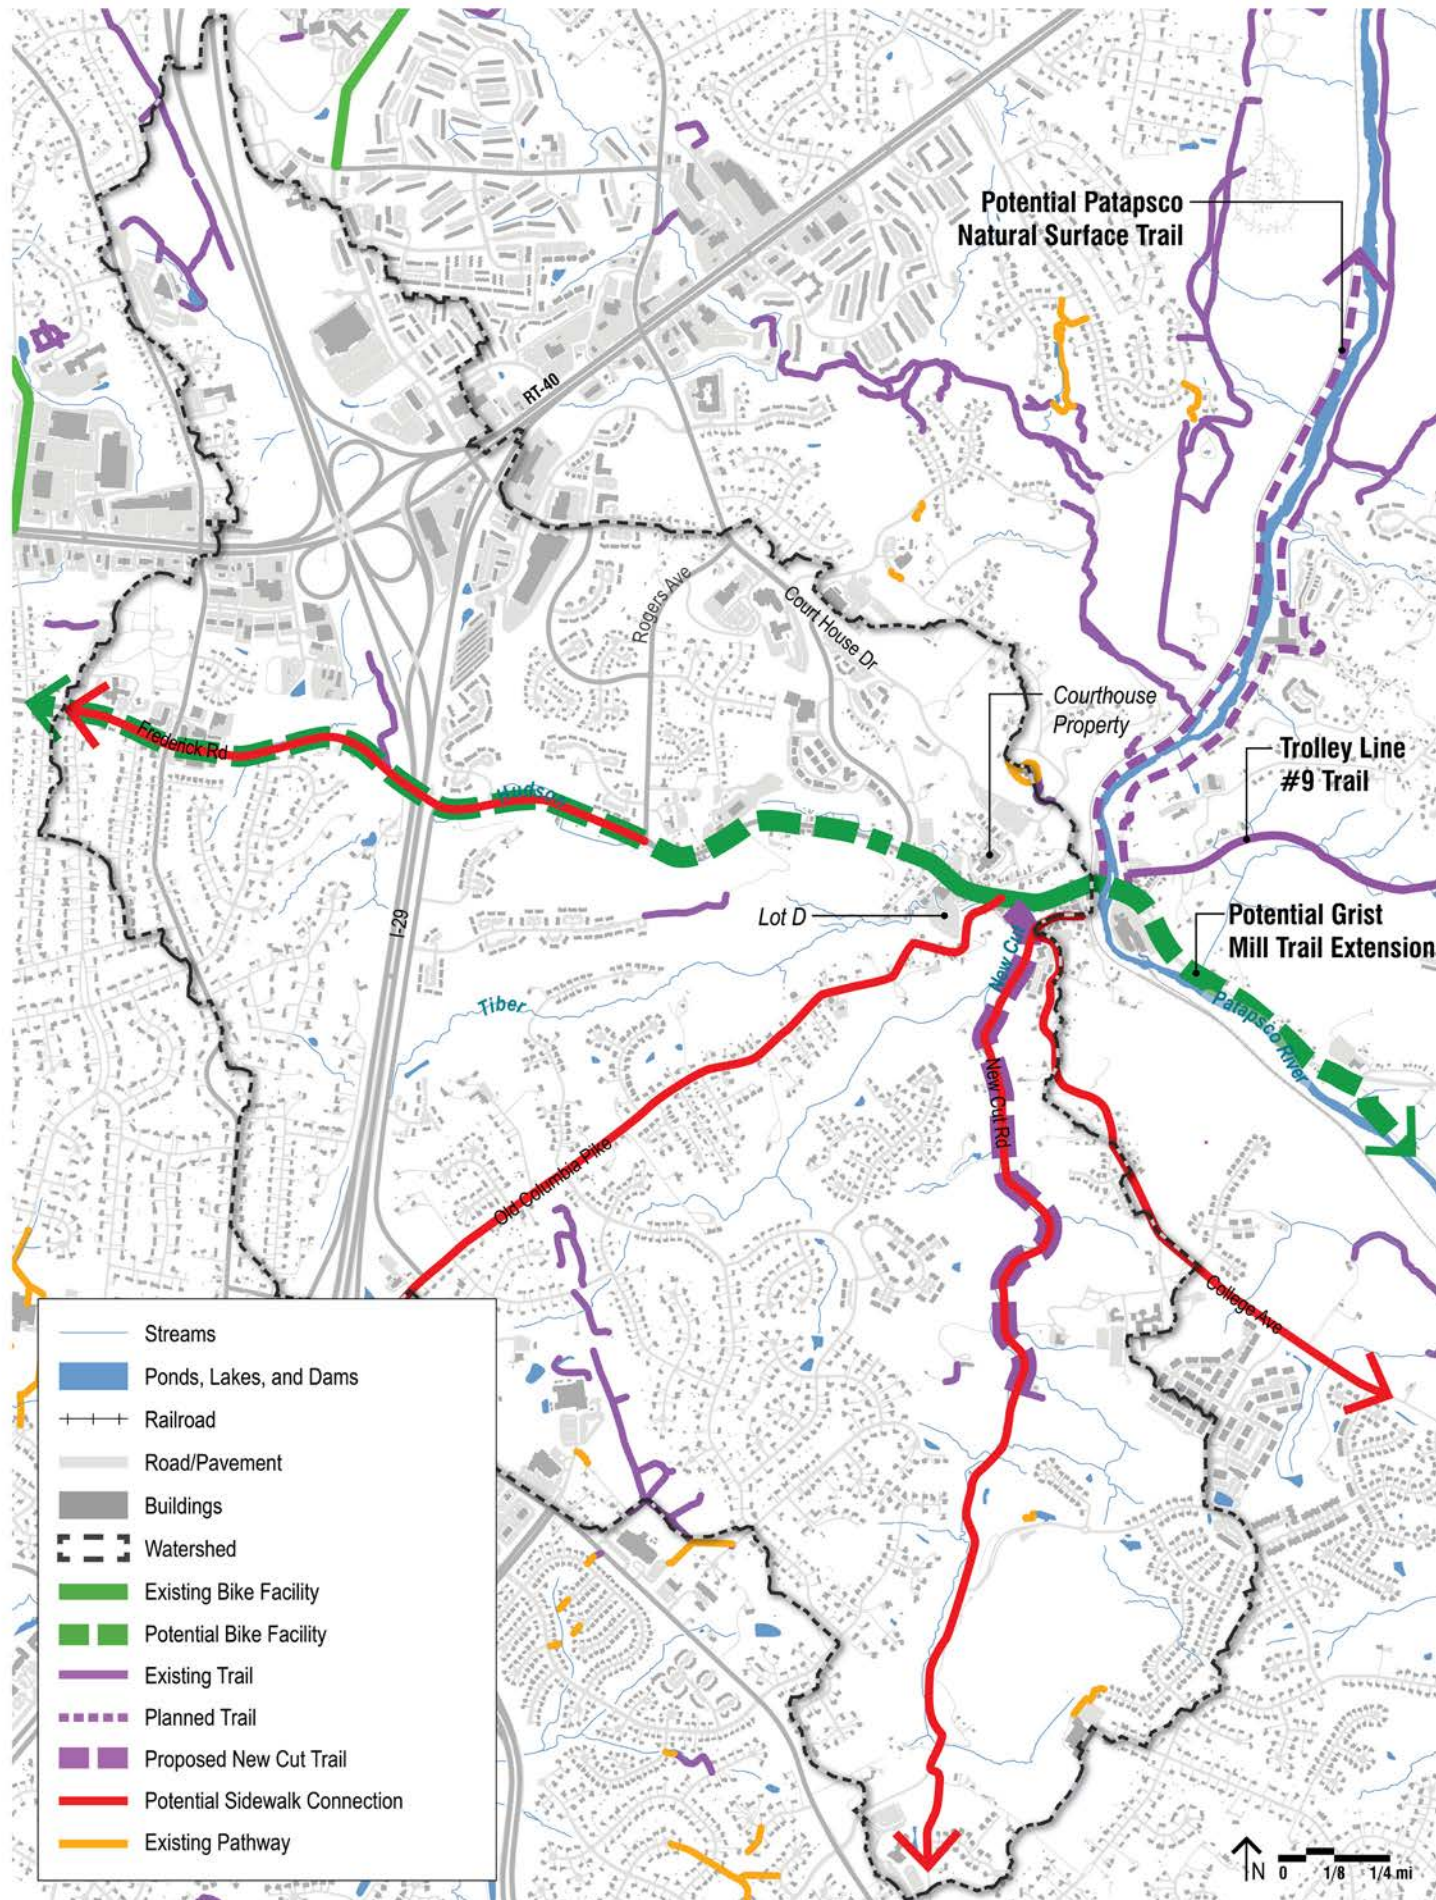 Potential Patapsco
Natural Surface Trail
RT-40
Rogers Ave
Court House Dr
Courthouse
Property
Frederick Rd
Trolley Line
#9 Trail
Hudson
I-29
Lot D
New Cut
Potential Grist
Mill Trail Extension
Tiber
Patapsco River
New Cut Rd
Old Columbia Pike
College Ave
Streams
Ponds, Lakes, and Dams
Railroad
Road/Pavement
Buildings
Watershed
Existing Bike Facility
Potential Bike Facility
Existing Trail
Planned Trail
Proposed New Cut Trail
Potential Sidewalk Connection
Existing Pathway
N
0 1/8 1/4 mi